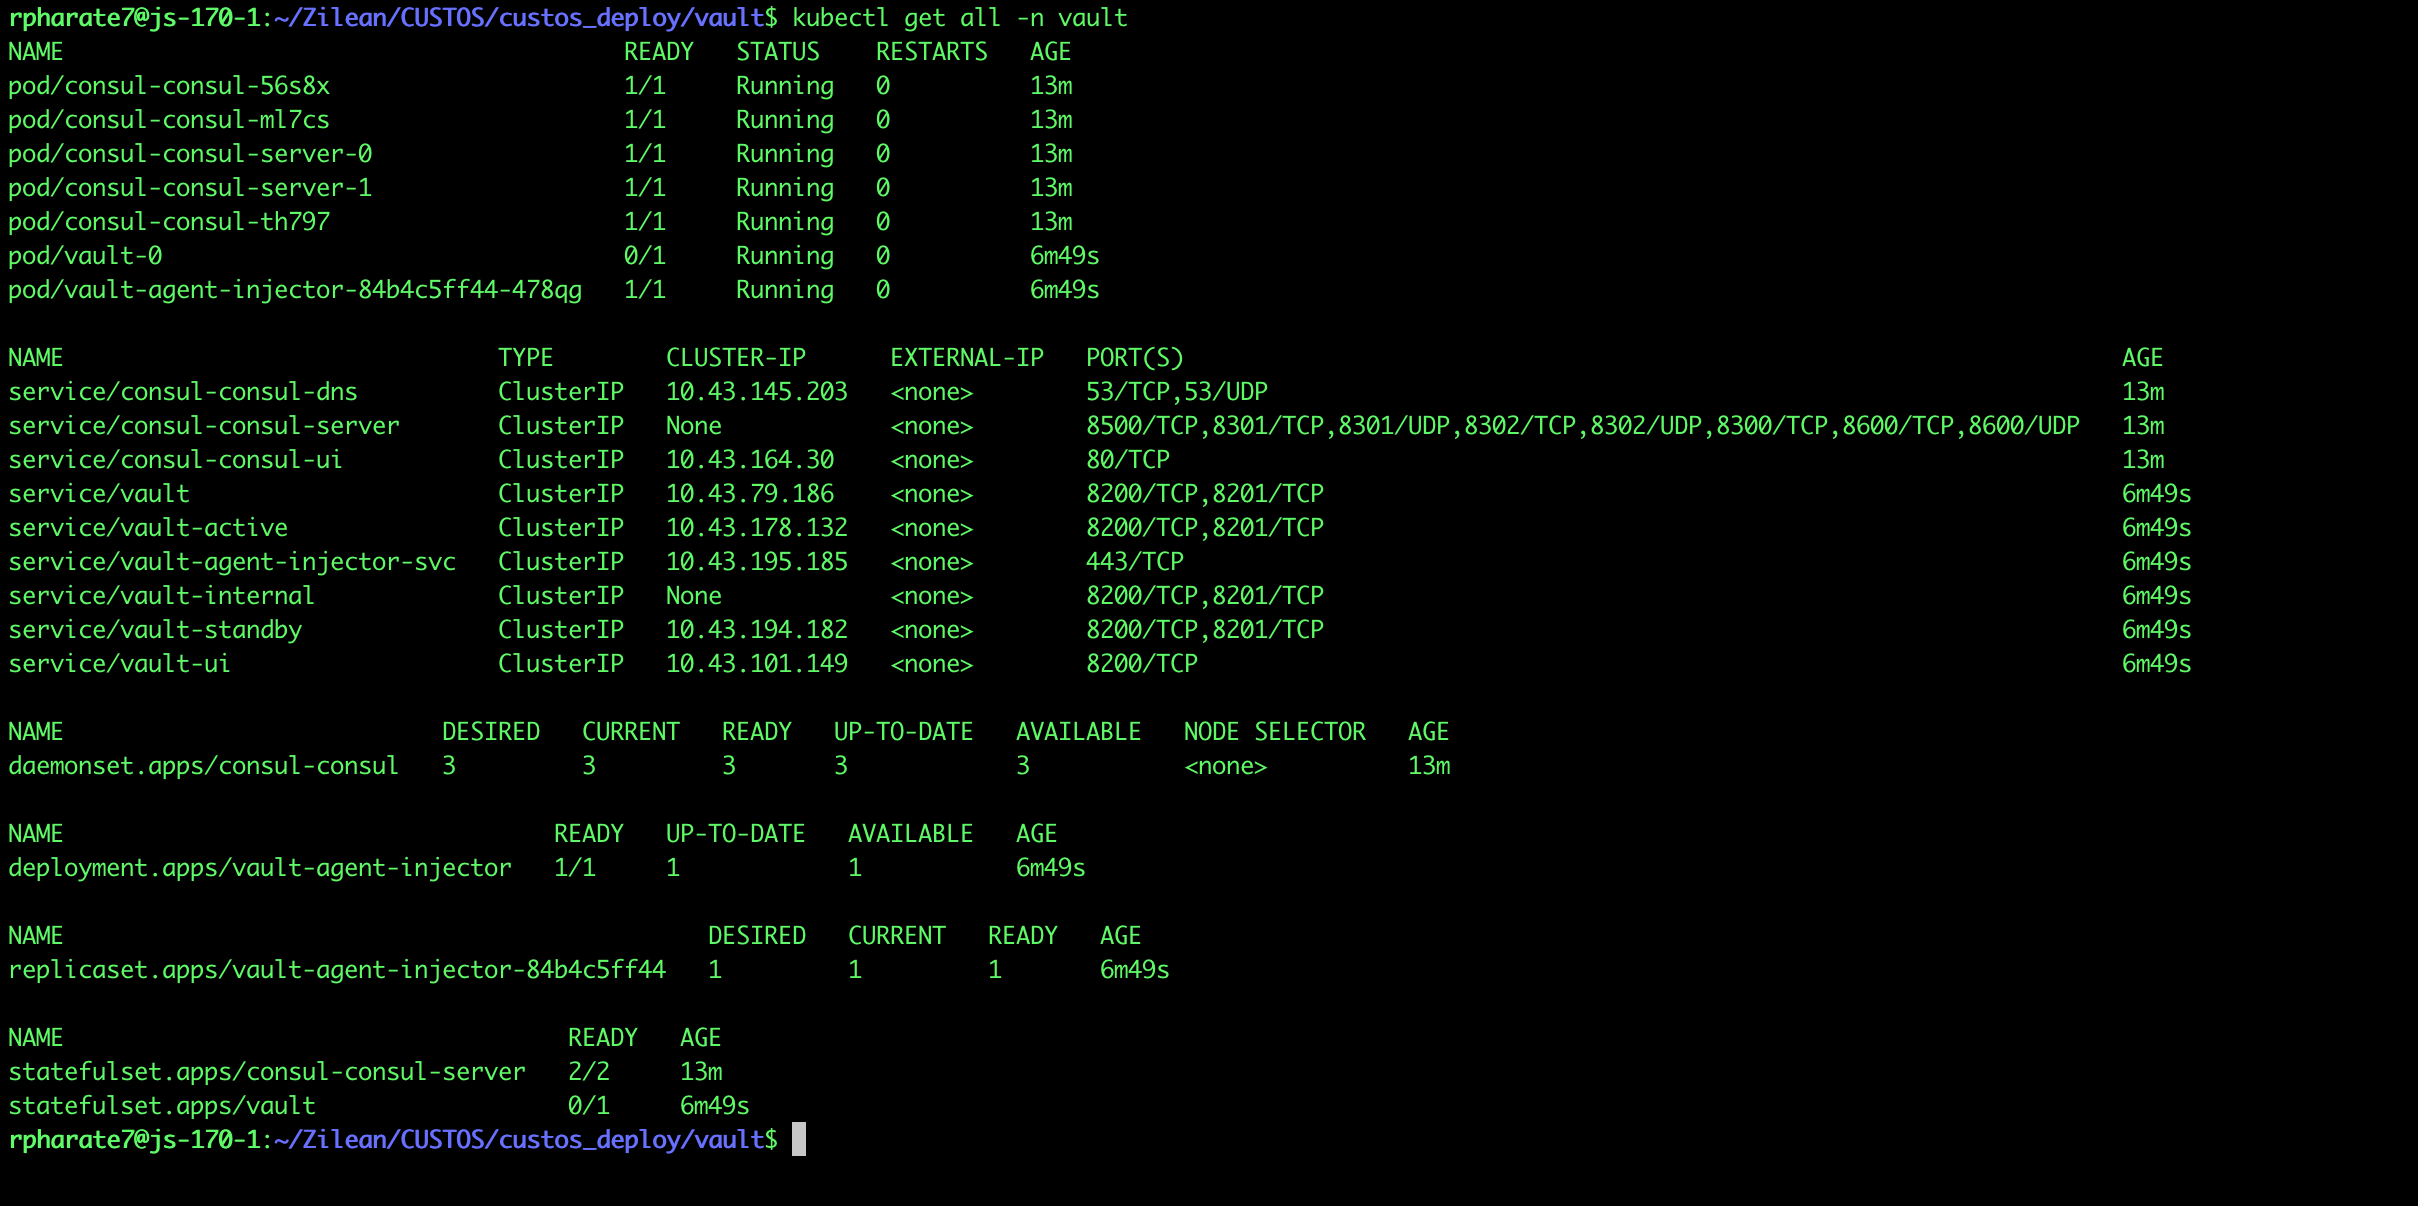 rpharate7@js-170-1:~/Zilean/CUSTOS/custos_deploy/vault$ kubectl get all -n vault
NAME READY STATUS RESTARTS AGE
pod/consul-consul-56s8x 1/1 Running 0 13m
pod/consul-consul-ml7cs 1/1 Running 0 13m
pod/consul-consul-server-0 1/1 Running 0 13m
pod/consul-consul-server-1 1/1 Running 0 13m
pod/consul-consul-th797 1/1 Running 0 13m
pod/vault-0 0/1 Running 0 6m49s
pod/vault-agent-injector-84b4c5ff44-478qg 1/1 Running 0 6m49s
NAME TYPE CLUSTER-IP EXTERNAL-IP PORT(S) AGE
service/consul-consul-dns ClusterIP 10.43.145.203 <none> 53/TCP,53/UDP 13m
service/consul-consul-server ClusterIP None <none> 8500/TCP,8301/TCP,8301/UDP,8302/TCP,8302/UDP,8300/TCP,8600/TCP,8600/UDP 13m
service/consul-consul-ui ClusterIP 10.43.164.30 <none> 80/TCP 13m
service/vault ClusterIP 10.43.79.186 <none> 8200/TCP,8201/TCP 6m49s
service/vault-active ClusterIP 10.43.178.132 <none> 8200/TCP,8201/TCP 6m49s
service/vault-agent-injector-svc ClusterIP 10.43.195.185 <none> 443/TCP 6m49s
service/vault-internal ClusterIP None <none> 8200/TCP,8201/TCP 6m49s
service/vault-standby ClusterIP 10.43.194.182 <none> 8200/TCP,8201/TCP 6m49s
service/vault-ui ClusterIP 10.43.101.149 <none> 8200/TCP 6m49s
NAME DESIRED CURRENT READY UP-TO-DATE AVAILABLE NODE SELECTOR AGE
daemonset.apps/consul-consul 3 3 3 3 3 <none> 13m
NAME READY UP-TO-DATE AVAILABLE AGE
deployment.apps/vault-agent-injector 1/1 1 1 6m49s
NAME DESIRED CURRENT READY AGE
replicaset.apps/vault-agent-injector-84b4c5ff44 1 1 1 6m49s
NAME READY AGE
statefulset.apps/consul-consul-server 2/2 13m
statefulset.apps/vault 0/1 6m49s
rpharate7@js-170-1:~/Zilean/CUSTOS/custos_deploy/vault$